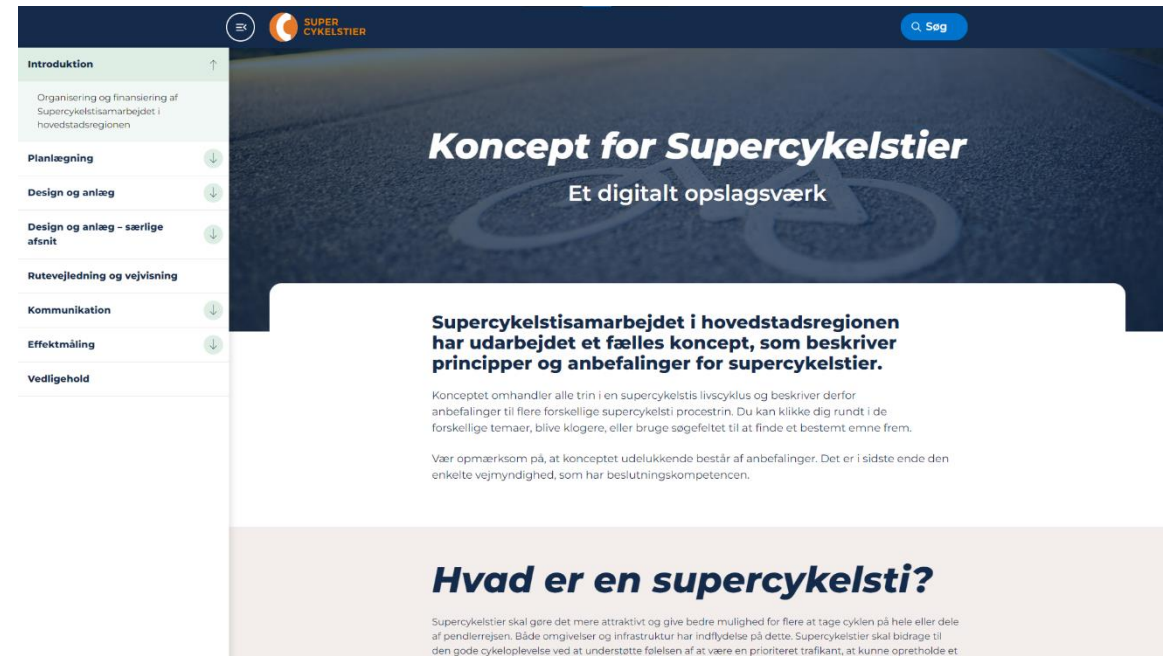 SUPER
CYKELSTIER
Søg
Introduktion
Organisering og finansiering af
Supercykelstisamarbejdet i
hovedstadsregionen
Planlægning
Design og anlæg
Design og anlæg – særlige
afsnit
Rutevejledning og vejvisning
Kommunikation
Effektmåling
Vedligehold
Koncept for Supercykelstier
Et digitalt opslagsværk
Supercykelstisamarbejdet i hovedstadsregionen
har udarbejdet et fælles koncept, som beskriver
principper og anbefalinger for supercykelstier.
Konceptet omhandler alle trin i en supercykelstis livscyklus og beskriver derfor
anbefalinger til flere forskellige supercykelsti procestrin. Du kan klikke dig rundt i de
forskellige temaer, blive klogere, eller bruge søgefeltet til at finde et bestemt emne frem.
Vær opmærksom på, at konceptet udelukkende består af anbefalinger. Det er i sidste ende den
enkelte vejmyndighed, som har beslutningskompetencen.
Hvad er en supercykelsti?
Supercykelstier skal gøre det mere attraktivt og give bedre mulighed for flere at tage cyklen på hele eller dele
af pendlerrejsen. Både omgivelser og infrastruktur har indflydelse på dette. Supercykelstier skal bidrage til
den gode cykeloplevelse ved at understøtte følelsen af at være en prioriteret trafikant, at kunne opretholde et